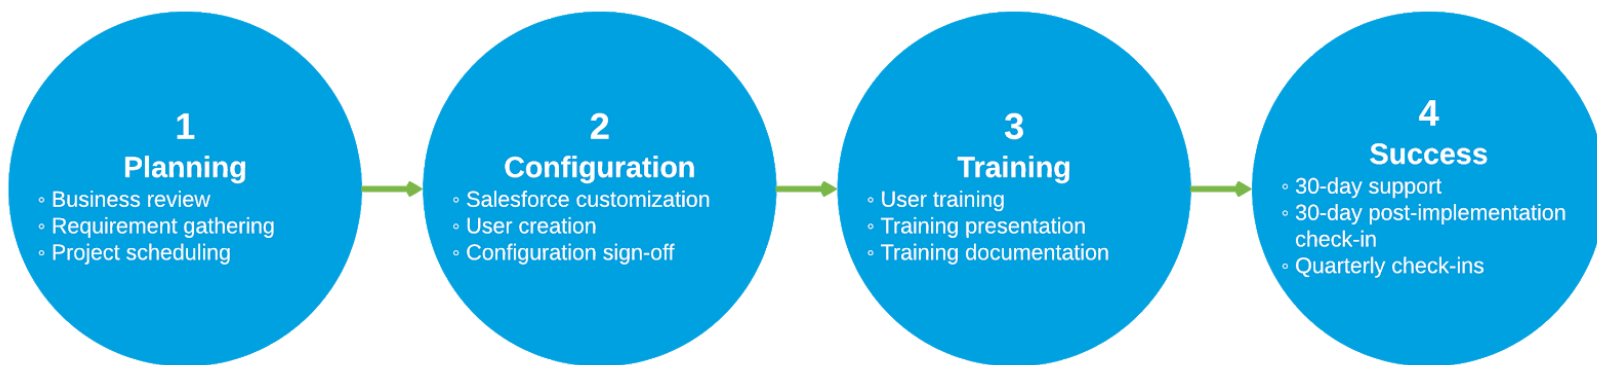 1
Planning
◦ Business review
◦ Requirement gathering
◦ Project scheduling
2
Configuration
◦ Salesforce customization
◦ User creation
◦ Configuration sign-off
3
Training
◦ User training
◦ Training presentation
◦ Training documentation
4
Success
◦ 30-day support
◦ 30-day post-implementation
check-in
◦ Quarterly check-ins